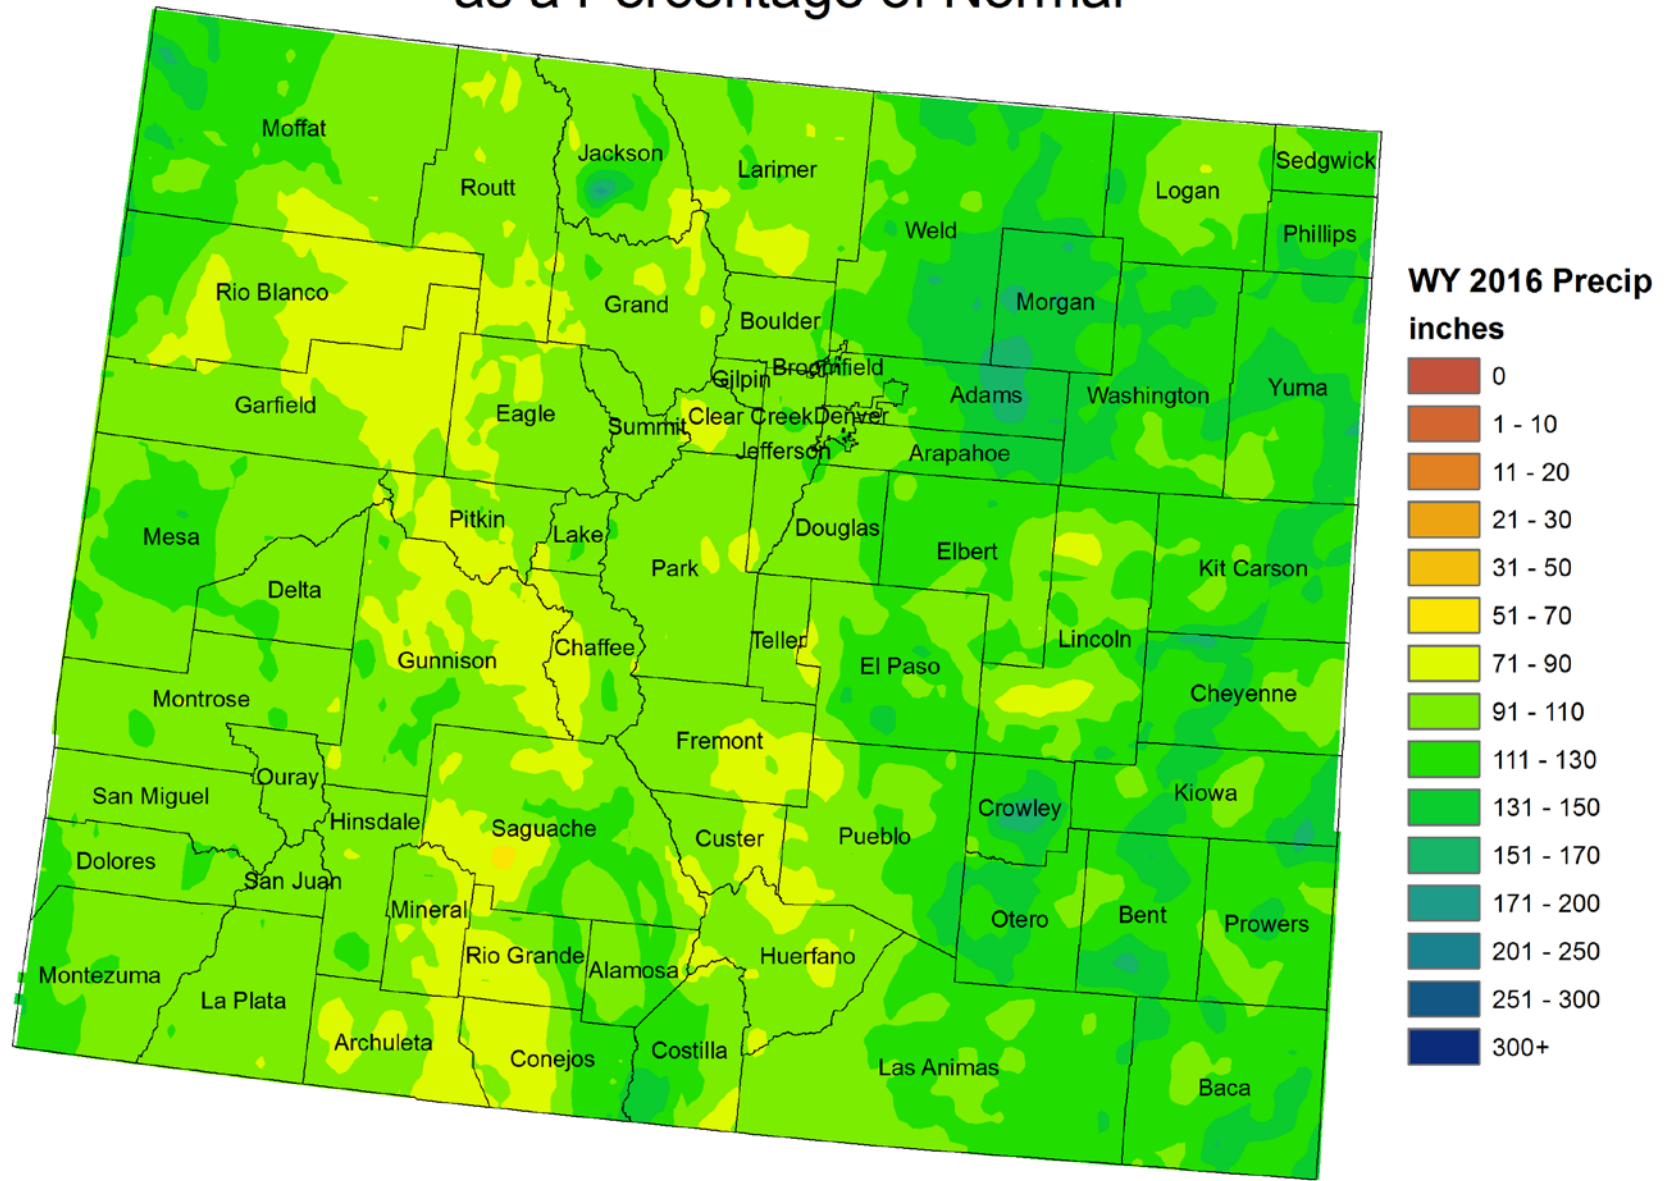 as a Percentage of Normal
Moffat
Routt
Jackson
Larimer
Weld
Logan
Sedgwick
Phillips
Rio Blanco
Grand
Boulder
Morgan
Broomfield
Gilpin
Garfield
Eagle
Summit
Clear Creek
Denver
Adams
Washington
Yuma
Jefferson
Arapahoe
Mesa
Pitkin
Lake
Park
Douglas
Elbert
Kit Carson
Delta
Gunnison
Chaffee
Teller
El Paso
Lincoln
Cheyenne
Montrose
Fremont
Ouray
San Miguel
Hinsdale
Saguache
Custer
Pueblo
Crowley
Kiowa
Dolores
San Juan
Mineral
Otero
Bent
Prowers
Montezuma
La Plata
Rio Grande
Alamosa
Huerfano
Archuleta
Conejos
Costilla
Las Animas
Baca
WY 2016 Precip
inches
0
1 - 10
11 - 20
21 - 30
31 - 50
51 - 70
71 - 90
91 - 110
111 - 130
131 - 150
151 - 170
171 - 200
201 - 250
251 - 300
300+